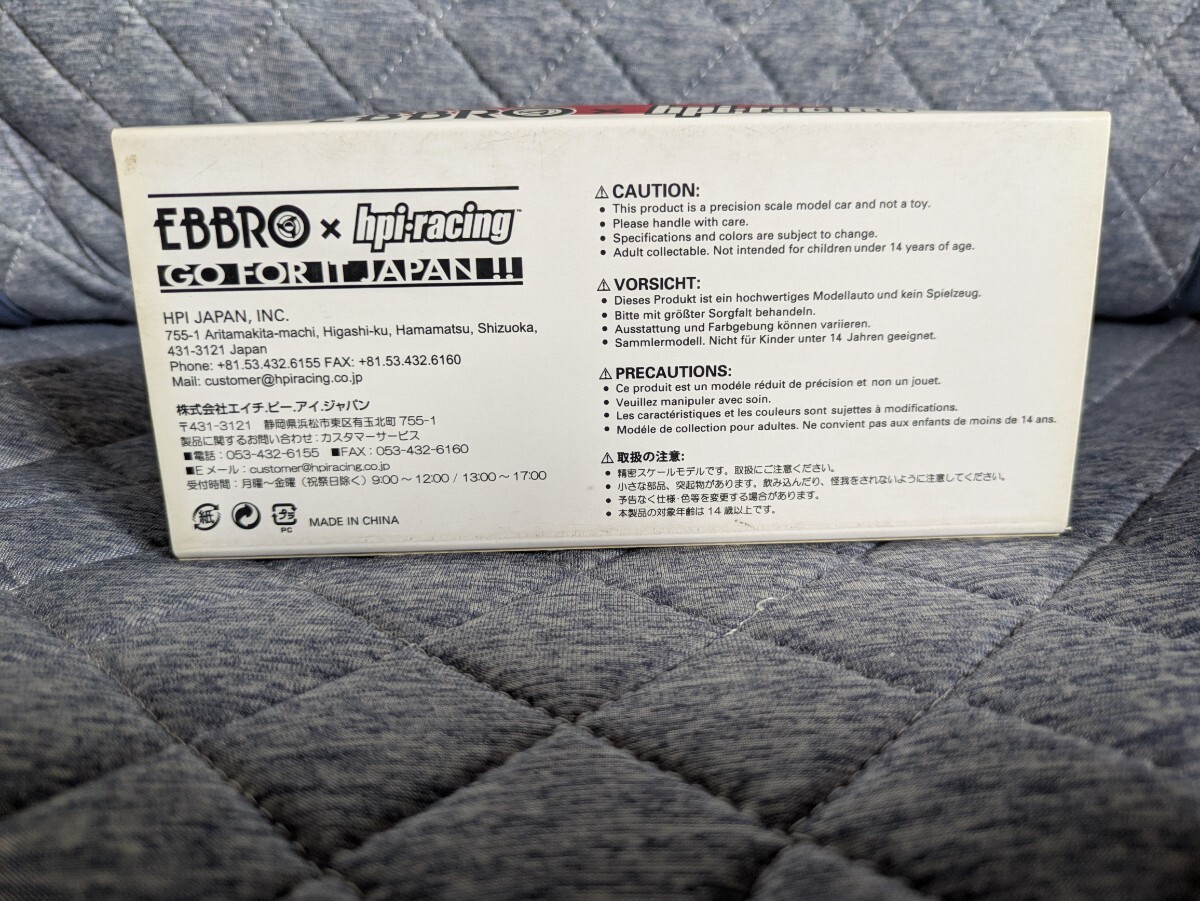 EBBRO × hpi·racing
EBBRO × hpi·racing™
GO FOR IT JAPAN !!
HPI JAPAN, INC.
755-1 Aritamakita-machi, Higashi-ku, Hamamatsu, Shizuoka,
431-3121 Japan
Phone: +81.53.432.6155 FAX: +81.53.432.6160
Mail: customer@hpiracing.co.jp
株式会社エイチ.ピー.アイ.ジャパン
〒431-3121 静岡県浜松市東区有玉北町 755-1
製品に関するお問い合わせ:カスタマーサービス
■電話:053-432-6155 ■FAX:053-432-6160
■E メール:customer@hpiracing.co.jp
受付時間:月曜~金曜(祝祭日除く)9:00~12:00 / 13:00~17:00
紙 プラ PC MADE IN CHINA
⚠ CAUTION:
• This product is a precision scale model car and not a toy.
• Please handle with care.
• Specifications and colors are subject to change.
• Adult collectable. Not intended for children under 14 years of age.
⚠ VORSICHT:
• Dieses Produkt ist ein hochwertiges Modellauto und kein Spielzeug.
• Bitte mit größter Sorgfalt behandeln.
• Ausstattung und Farbgebung können variieren.
• Sammlermodell. Nicht für Kinder unter 14 Jahren geeignet.
⚠ PRECAUTIONS:
• Ce produit est un modéle réduit de précision et non un jouet.
• Veuillez manipuler avec soin.
• Les caractéristiques et les couleurs sont sujettes à modifications.
• Modéle de collection pour adultes. Ne convient pas aux enfants de moins de 14 ans.
⚠ 取扱の注意:
• 精密スケールモデルです。取扱にご注意ください。
• 小さな部品、突起物があります。飲み込んだり、怪我をされないように注意してください。
• 予告なく仕様・色等を変更する場合があります。
• 本製品の対象年齢は 14 歳以上です。